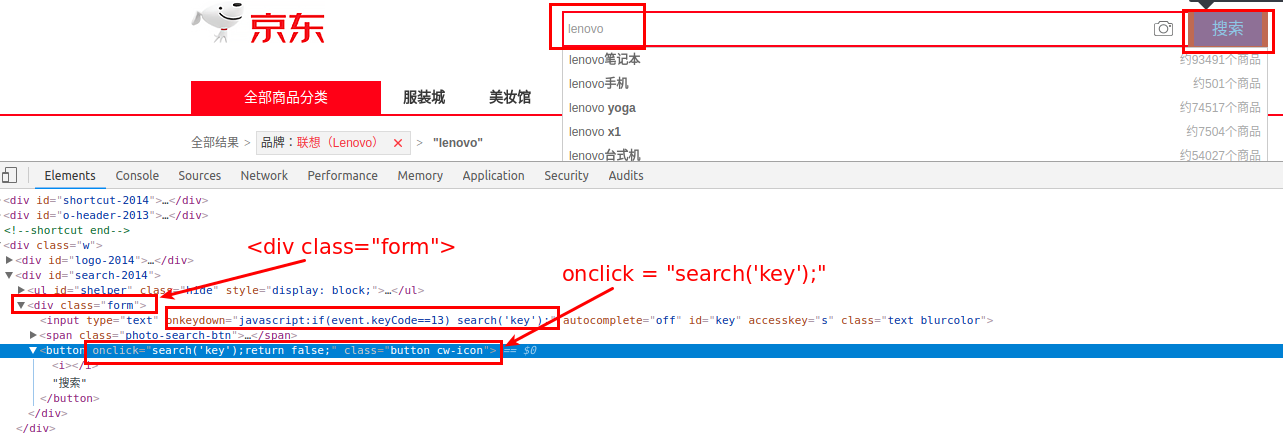 京东
lenovo
搜索
lenovo笔记本 约93491个商品
lenovo手机 约501个商品
lenovo yoga 约74517个商品
lenovo x1 约7504个商品
lenovo台式机 约54027个商品
全部商品分类 服装城 美妆馆
全部结果 > 品牌：联想（Lenovo） × > "lenovo"
Elements Console Sources Network Performance Memory Application Security Audits
<div id="shortcut-2014">…</div>
<div id="o-header-2013">…</div>
<!--shortcut end-->
<div class="w">
<div class="form">
<div id="logo-2014">…</div>
onclick = "search('key');"
<div id="search-2014">
<ul id="shelper" class="hide" style="display: block;">…</ul>
<div class="form">
<input type="text" onkeydown="javascript:if(event.keyCode==13) search('key');" autocomplete="off" id="key" accesskey="s" class="text blurcolor">
<span class="photo-search-btn">…</span>
<button onclick="search('key');return false;" class="button cw-icon"> == $0
<i></i>
"搜索"
</button>
</div>
</div>